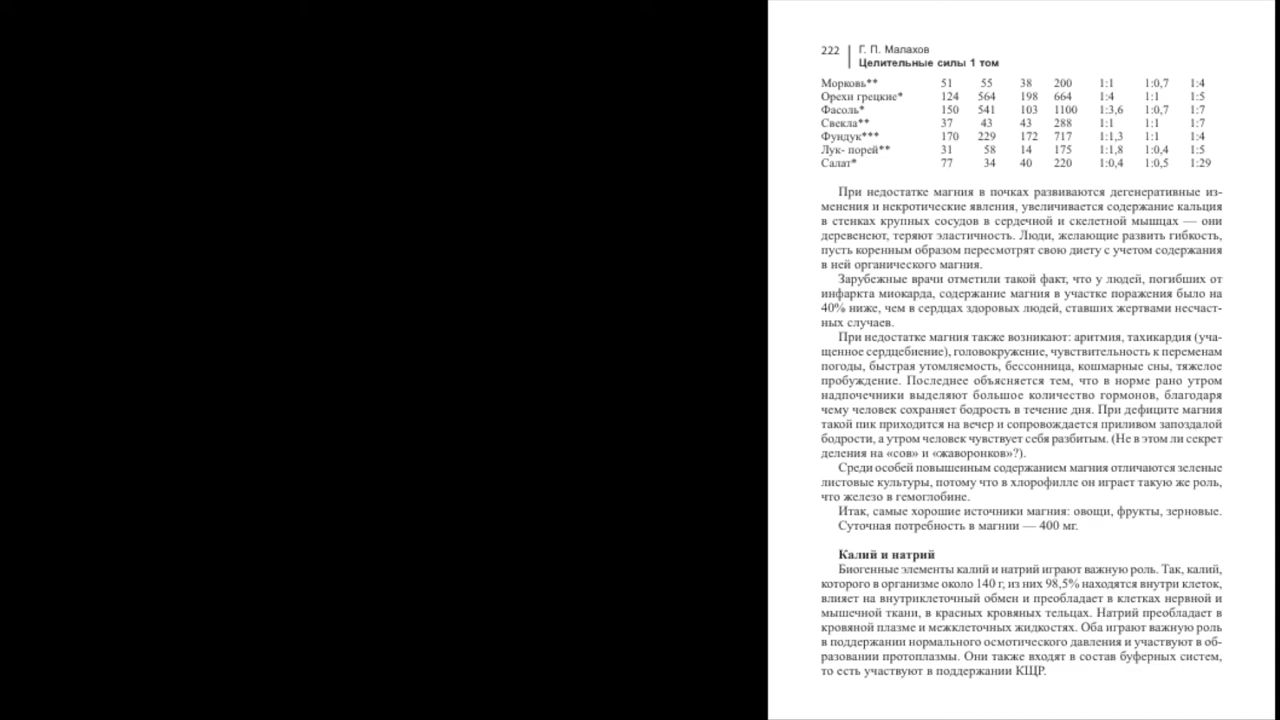 222 Г. П. Малахов
Целительные силы 1 том
Морковь** 51 55 38 200 1:1 1:0,7 1:4
Орехи грецкие* 124 564 198 664 1:4 1:1 1:5
Фасоль* 150 541 103 1100 1:3,6 1:0,7 1:7
Свекла** 37 43 43 288 1:1 1:1 1:7
Фундук*** 170 229 172 717 1:1,3 1:1 1:4
Лук- порей** 31 58 14 175 1:1,8 1:0,4 1:5
Салат* 77 34 40 220 1:0,4 1:0,5 1:29
При недостатке магния в почках развиваются дегенеративные из-
менения и некротические явления, увеличивается содержание кальция
в стенках крупных сосудов в сердечной и скелетной мышцах — они
деревенеют, теряют эластичность. Люди, желающие развить гибкость,
пусть коренным образом пересмотрят свою диету с учетом содержания
в ней органического магния.
Зарубежные врачи отметили такой факт, что у людей, погибших от
инфаркта миокарда, содержание магния в участке поражения было на
40% ниже, чем в сердцах здоровых людей, ставших жертвами несчаст-
ных случаев.
При недостатке магния также возникают: аритмия, тахикардия (уча-
щенное сердцебиение), головокружение, чувствительность к переменам
погоды, быстрая утомляемость, бессонница, кошмарные сны, тяжелое
пробуждение. Последнее объясняется тем, что в норме рано утром
надпочечники выделяют большое количество гормонов, благодаря
чему человек сохраняет бодрость в течение дня. При дефиците магния
такой пик приходится на вечер и сопровождается приливом запоздалой
бодрости, а утром человек чувствует себя разбитым. (Не в этом ли секрет
деления на «сов» и «жаворонков»?).
Среди особей повышенным содержанием магния отличаются зеленые
листовые культуры, потому что в хлорофилле он играет такую же роль,
что железо в гемоглобине.
Итак, самые хорошие источники магния: овощи, фрукты, зерновые.
Суточная потребность в магнии — 400 мг.
Калий и натрий
Биогенные элементы калий и натрий играют важную роль. Так, калий,
которого в организме около 140 г, из них 98,5% находятся внутри клеток,
влияет на внутриклеточный обмен и преобладает в клетках нервной и
мышечной ткани, в красных кровяных тельцах. Натрий преобладает в
кровяной плазме и межклеточных жидкостях. Оба играют важную роль
в поддержании нормального осмотического давления и участвуют в об-
разовании протоплазмы. Они также входят в состав буферных систем,
то есть участвуют в поддержании КЩР.